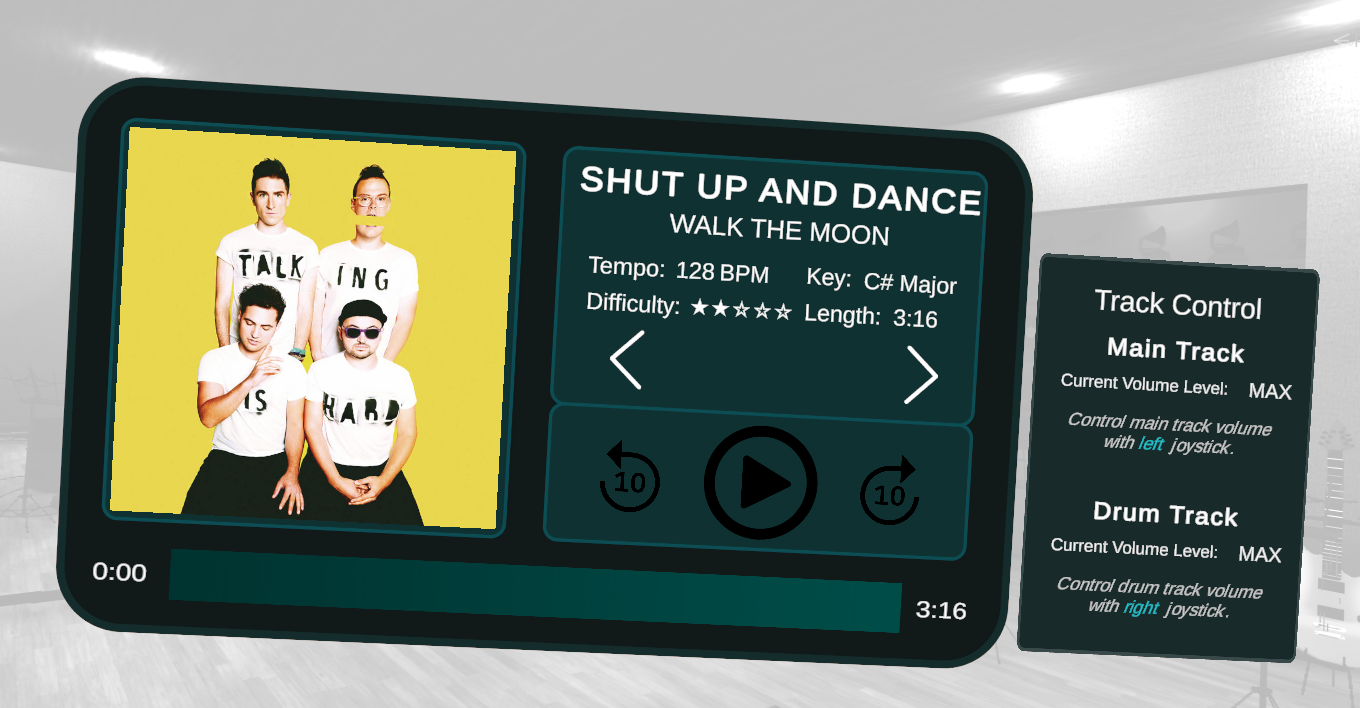 TALK
ING
IS
HARD
SHUT UP AND DANCE
WALK THE MOON
Tempo: 128 BPM Key: C# Major
Difficulty: ★★☆☆☆ Length: 3:16
10
10
0:00
3:16
Track Control
Main Track
Current Volume Level: MAX
Control main track volume
with left joystick.
Drum Track
Current Volume Level: MAX
Control drum track volume
with right joystick.